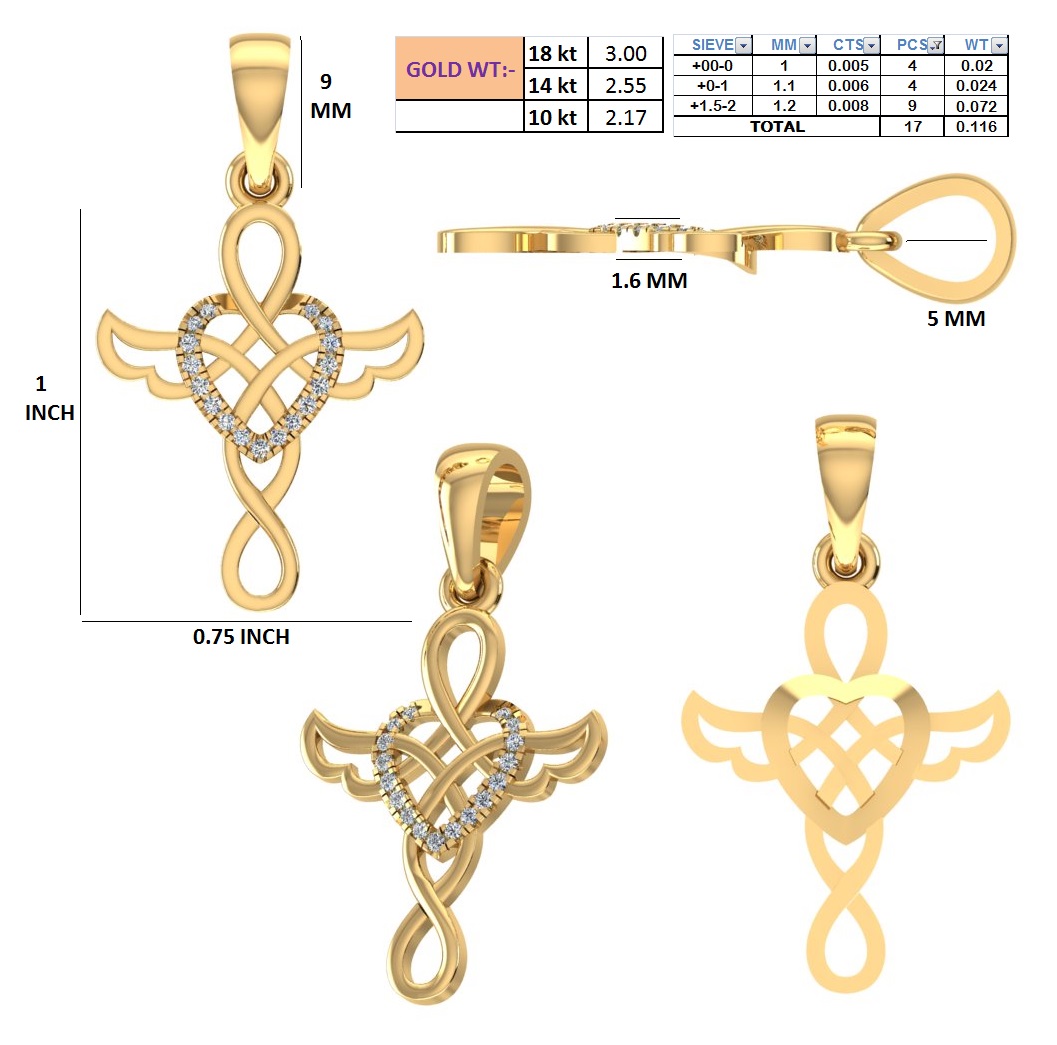 9
MM
GOLD WT:-
18 kt 3.00
14 kt 2.55
10 kt 2.17
SIEVE MM CTS PCS WT
+00-0 1 0.005 4 0.02
+0-1 1.1 0.006 4 0.024
+1.5-2 1.2 0.008 9 0.072
TOTAL 17 0.116
1.6 MM
5 MM
1
INCH
0.75 INCH